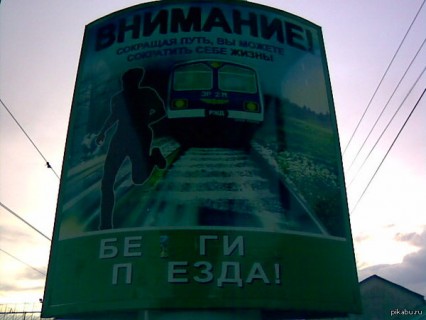 ВНИМАНИЕ!
СОКРАЩАЯ ПУТЬ, ВЫ МОЖЕТЕ
СОКРАТИТЬ СЕБЕ ЖИЗНЬ!
БЕ ГИ
П ЕЗДА!
pikabu.ru